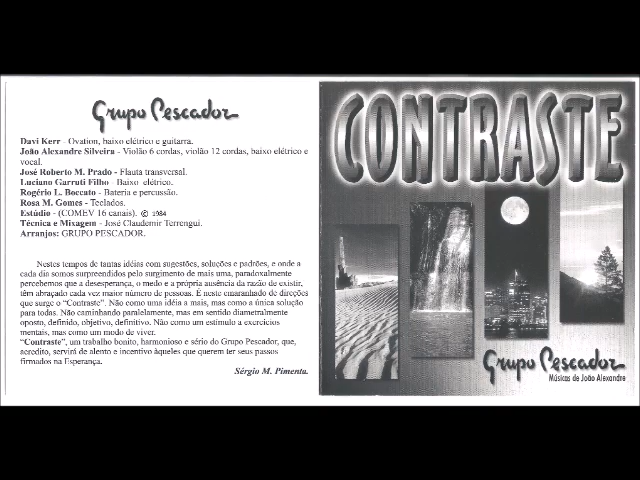 Grupo Pescador
Davi Kerr - Ovation, baixo elétrico e guitarra.
João Alexandre Silveira - Violão 6 cordas, violão 12 cordas, baixo elétrico e
vocal.
José Roberto M. Prado - Flauta transversal.
Luciano Garruti Filho - Baixo elétrico.
Rogério L. Boccato - Bateria e percussão.
Rosa M. Gomes - Teclados.
Estúdio - (COMEV 16 canais). © 1984
Técnica e Mixagem - José Claudemir Terrengui.
Arranjos: GRUPO PESCADOR.
Nestes tempos de tantas idéias com sugestões, soluções e padrões, e onde a
cada dia somos surpreendidos pelo surgimento de mais uma, paradoxalmente
percebemos que a desesperança, o medo e a própria ausência da razão de existir,
têm abraçado cada vez maior número de pessoas. É neste emaranhado de direções
que surge o "Contraste". Não como uma idéia a mais, mas como a única solução
para todas. Não caminhando paralelamente, mas em sentido diametralmente
oposto, definido, objetivo, definitivo. Não como um estímulo a exercícios
mentais, mas como um modo de viver.
"Contraste", um trabalho bonito, harmonioso e sério do Grupo Pescador, que,
acredito, servirá de alento e incentivo àqueles que querem ter seus passos
firmados na Esperança.
Sérgio M. Pimenta.
CONTRASTE
Grupo Pescador
Músicas de João Alexandre